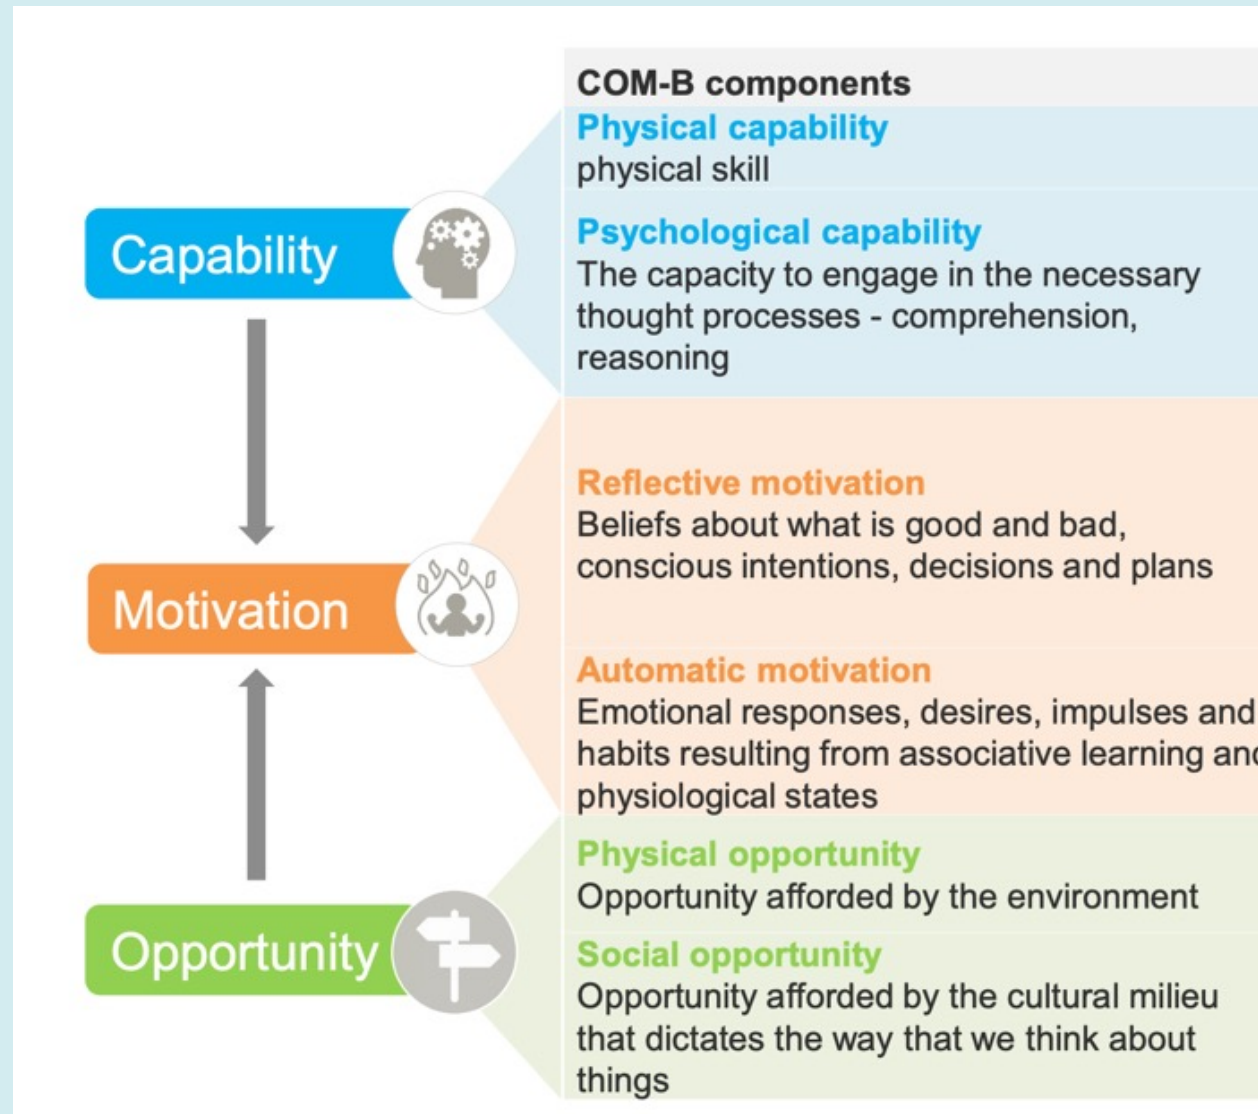 COM-B components
Physical capability
physical skill
Capability
Psychological capability
The capacity to engage in the necessary
thought processes - comprehension,
reasoning
Motivation
Reflective motivation
Beliefs about what is good and bad,
conscious intentions, decisions and plans
Automatic motivation
Emotional responses, desires, impulses and
habits resulting from associative learning and
physiological states
Opportunity
Physical opportunity
Opportunity afforded by the environment
Social opportunity
Opportunity afforded by the cultural milieu
that dictates the way that we think about
things